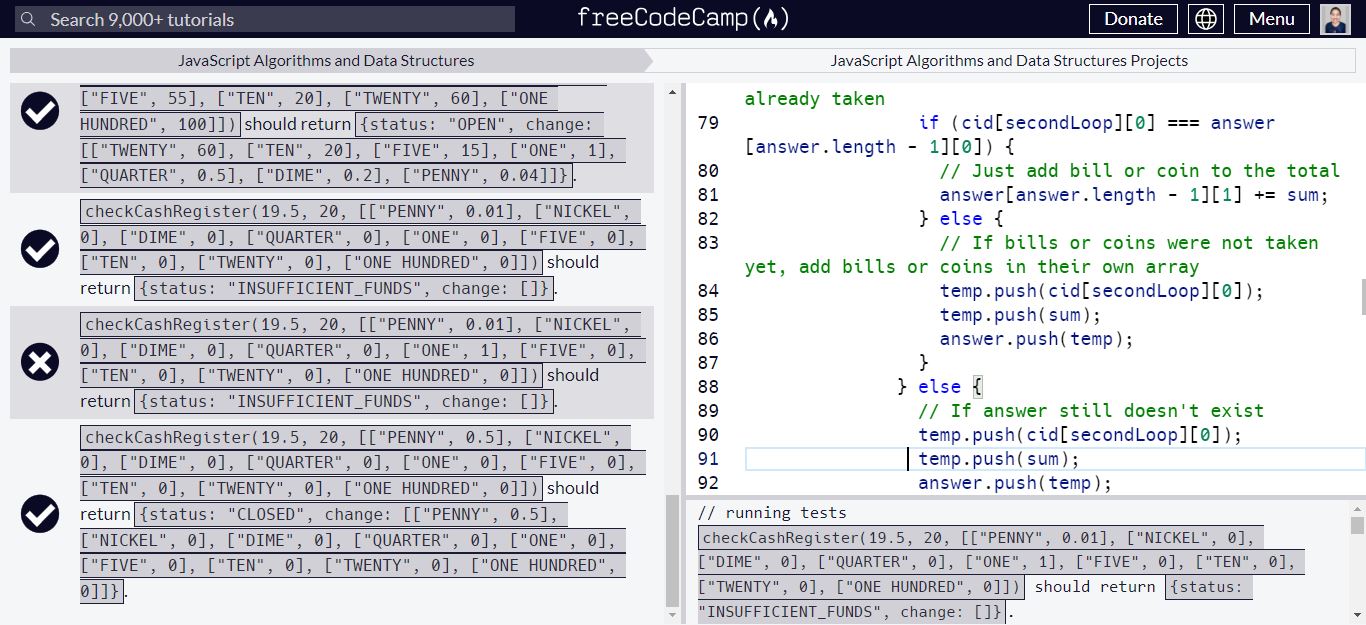 Search 9,000+ tutorials
freeCodeCamp
Donate
Menu
JavaScript Algorithms and Data Structures
JavaScript Algorithms and Data Structures Projects
["FIVE", 55], ["TEN", 20], ["TWENTY", 60], ["ONE
HUNDRED", 100]]) should return {status: "OPEN", change:
[["TWENTY", 60], ["TEN", 20], ["FIVE", 15], ["ONE", 1],
["QUARTER", 0.5], ["DIME", 0.2], ["PENNY", 0.04]]}.
checkCashRegister(19.5, 20, [["PENNY", 0.01], ["NICKEL",
0], ["DIME", 0], ["QUARTER", 0], ["ONE", 0], ["FIVE", 0],
["TEN", 0], ["TWENTY", 0], ["ONE HUNDRED", 0]]) should
return {status: "INSUFFICIENT_FUNDS", change: []}.
checkCashRegister(19.5, 20, [["PENNY", 0.01], ["NICKEL",
0], ["DIME", 0], ["QUARTER", 0], ["ONE", 1], ["FIVE", 0],
["TEN", 0], ["TWENTY", 0], ["ONE HUNDRED", 0]]) should
return {status: "INSUFFICIENT_FUNDS", change: []}.
checkCashRegister(19.5, 20, [["PENNY", 0.5], ["NICKEL",
0], ["DIME", 0], ["QUARTER", 0], ["ONE", 0], ["FIVE", 0],
["TEN", 0], ["TWENTY", 0], ["ONE HUNDRED", 0]]) should
return {status: "CLOSED", change: [["PENNY", 0.5],
["NICKEL", 0], ["DIME", 0], ["QUARTER", 0], ["ONE", 0],
["FIVE", 0], ["TEN", 0], ["TWENTY", 0], ["ONE HUNDRED",
0]]}.
already taken
79 if (cid[secondLoop][0] === answer
[answer.length - 1][0]) {
80 // Just add bill or coin to the total
81 answer[answer.length - 1][1] += sum;
82 } else {
83 // If bills or coins were not taken
yet, add bills or coins in their own array
84 temp.push(cid[secondLoop][0]);
85 temp.push(sum);
86 answer.push(temp);
87 }
88 } else {
89 // If answer still doesn't exist
90 temp.push(cid[secondLoop][0]);
91 temp.push(sum);
92 answer.push(temp);
// running tests
checkCashRegister(19.5, 20, [["PENNY", 0.01], ["NICKEL", 0],
["DIME", 0], ["QUARTER", 0], ["ONE", 1], ["FIVE", 0], ["TEN", 0],
["TWENTY", 0], ["ONE HUNDRED", 0]]) should return {status:
"INSUFFICIENT_FUNDS", change: []}.